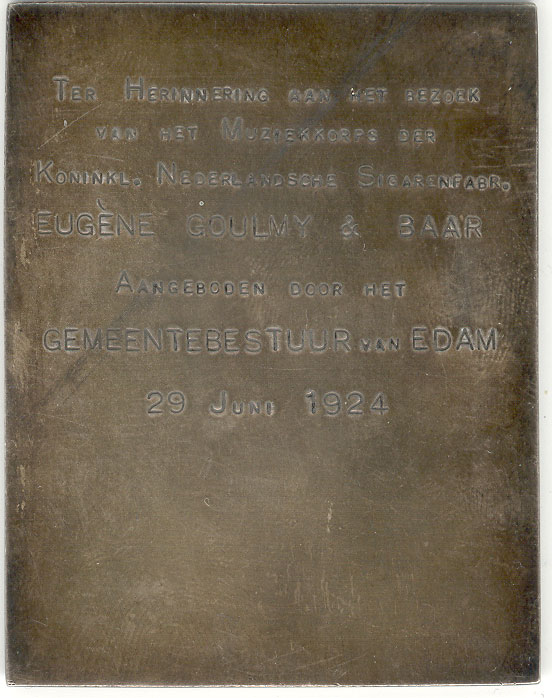 Ter Herinnering aan het bezoek
van het Muziekkorps der
Koninkl. Nederlandsche Sigarenfabr.
EUGÈNE GOULMY & BAAR
Aangeboden door het
GEMEENTEBESTUUR van EDAM
29 Juni 1924